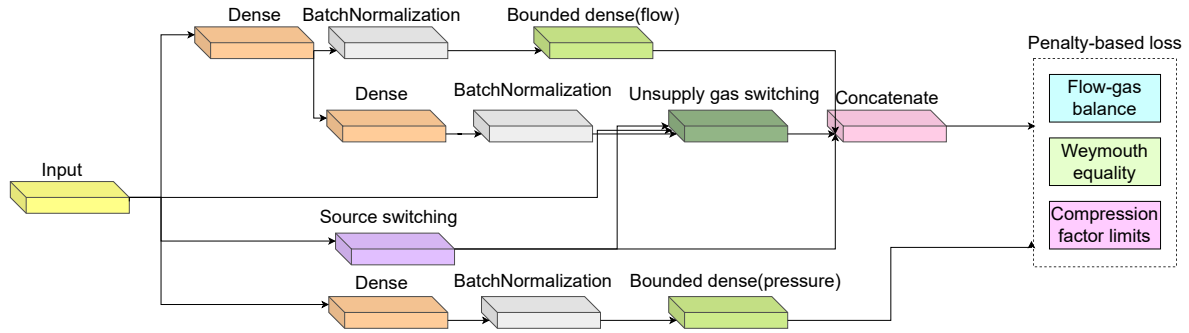 Dense
BatchNormalization
Bounded dense(flow)
Penalty-based loss
Dense
BatchNormalization
Unsupply gas switching
Concatenate
Flow-gas
balance
Weymouth
equality
Compression
factor limits
Input
Source switching
Dense
BatchNormalization
Bounded dense(pressure)